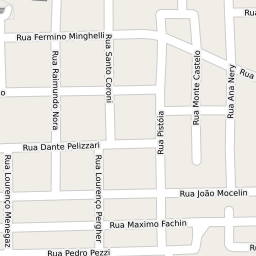 Rua Fermino Minghelli
Rua Raimundo Nora
Rua Santo Coroni
Rua Monte Castelo
Rua Ana Nery
Rua
o
Rua Pistóia
Rua Dante Pelizzari
Rua Lourenço Menegaz
Rua Lourenço Pergher
Rua João Mocelin
Rua Maximo Fachin
Rua Pedro Pezzi